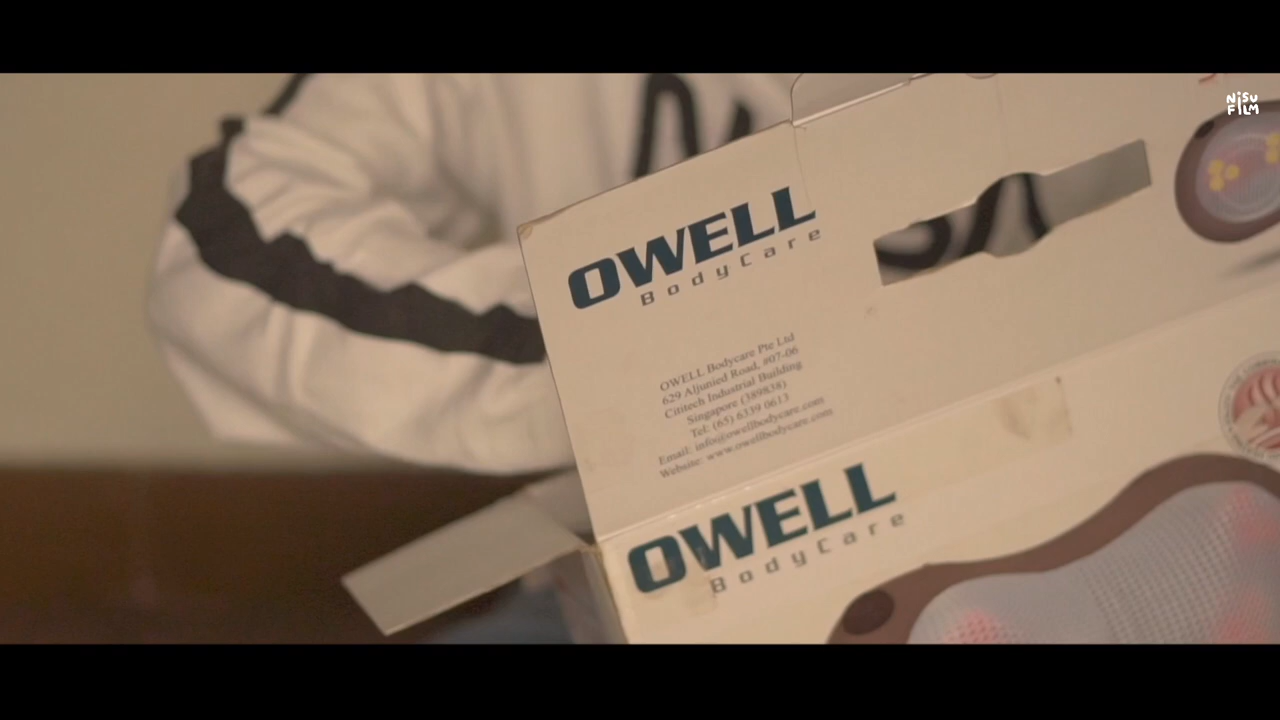 NiSU
FiLM
OWELL
BodyCare
OWELL Bodycare Pte Ltd
629 Aljunied Road, #07-06
Cititech Industrial Building
Singapore (389838)
Tel: (65) 6339 0613
Email: info@owellbodycare.com
Website: www.owellbodycare.com
OWELL
BodyCare